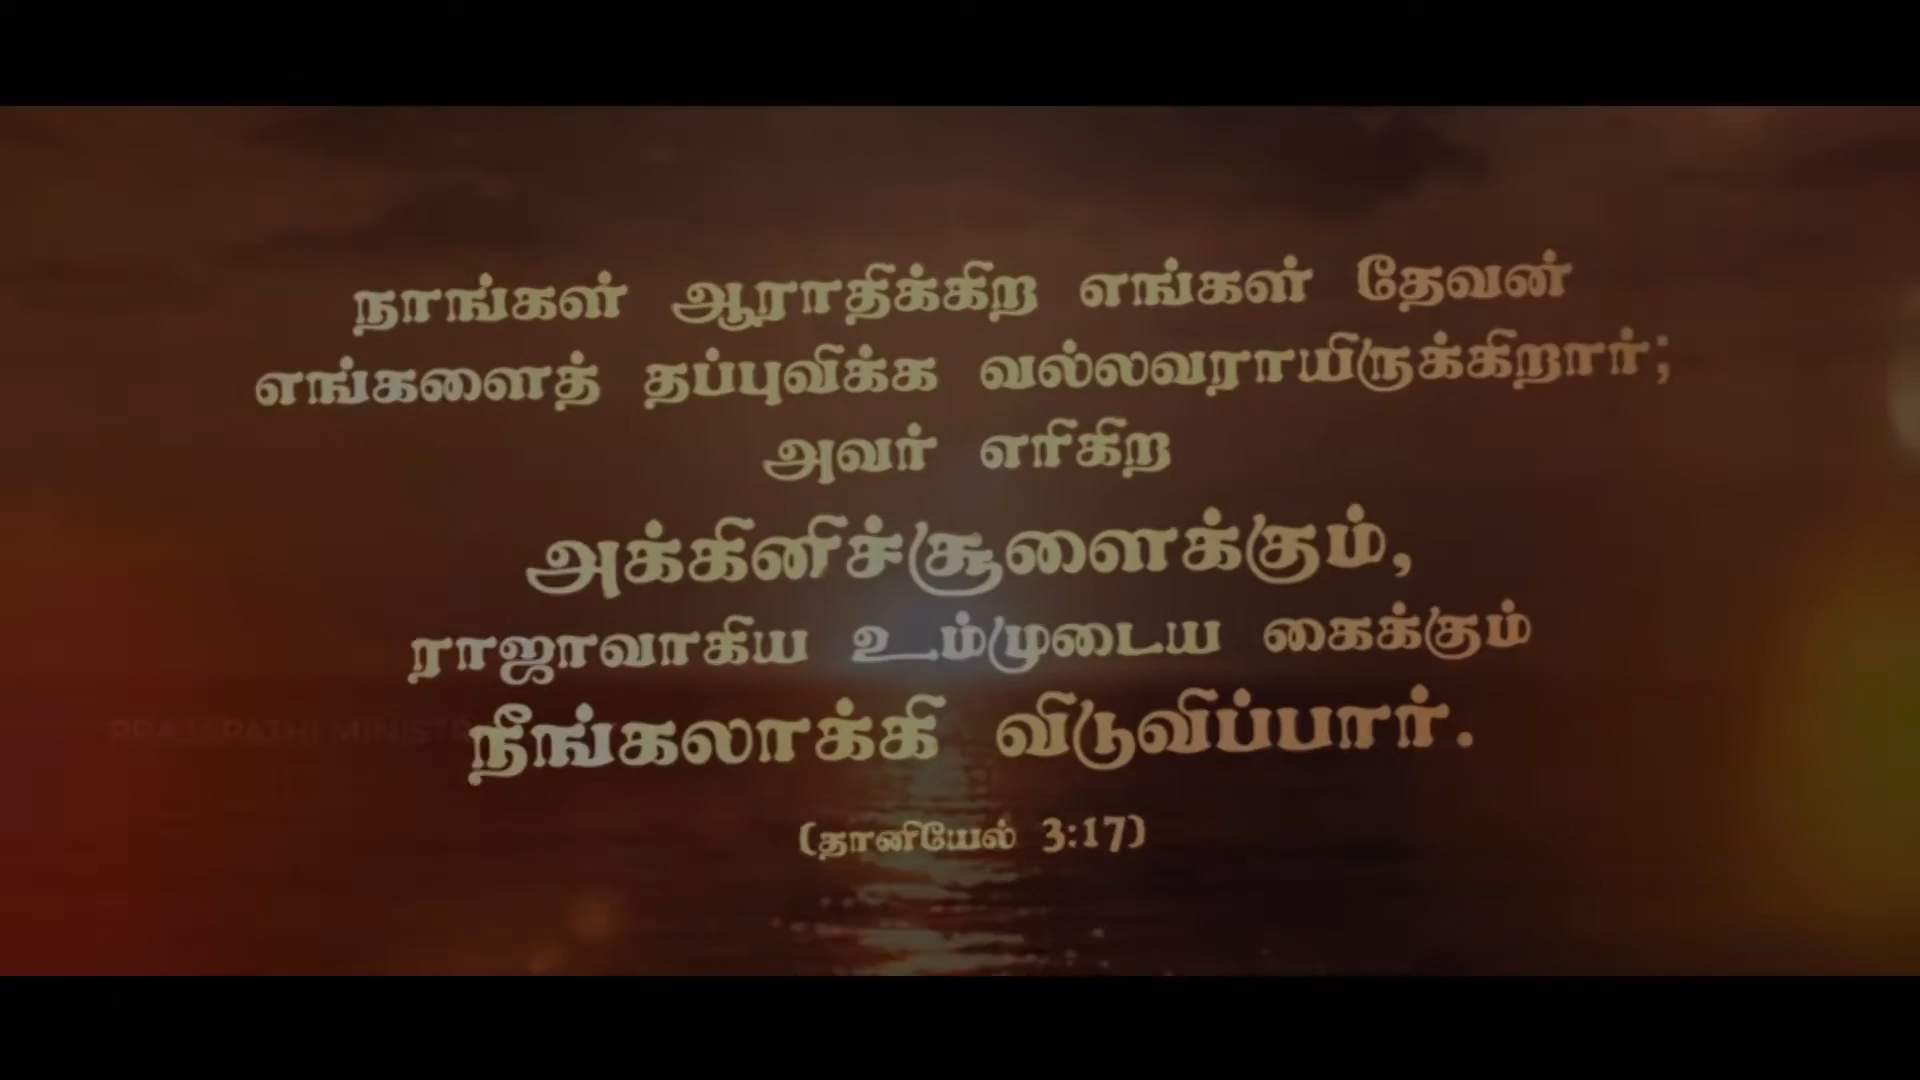 நாங்கள் ஆராதிக்கிற எங்கள் தேவன்
எங்களைத் தப்புவிக்க வல்லவராயிருக்கிறார்;
அவர் எரிகிற
அக்கினிச்சூளைக்கும்,
ராஜாவாகிய உம்முடைய கைக்கும்
நீங்கலாக்கி விடுவிப்பார்.
(தானியேல் 3:17)